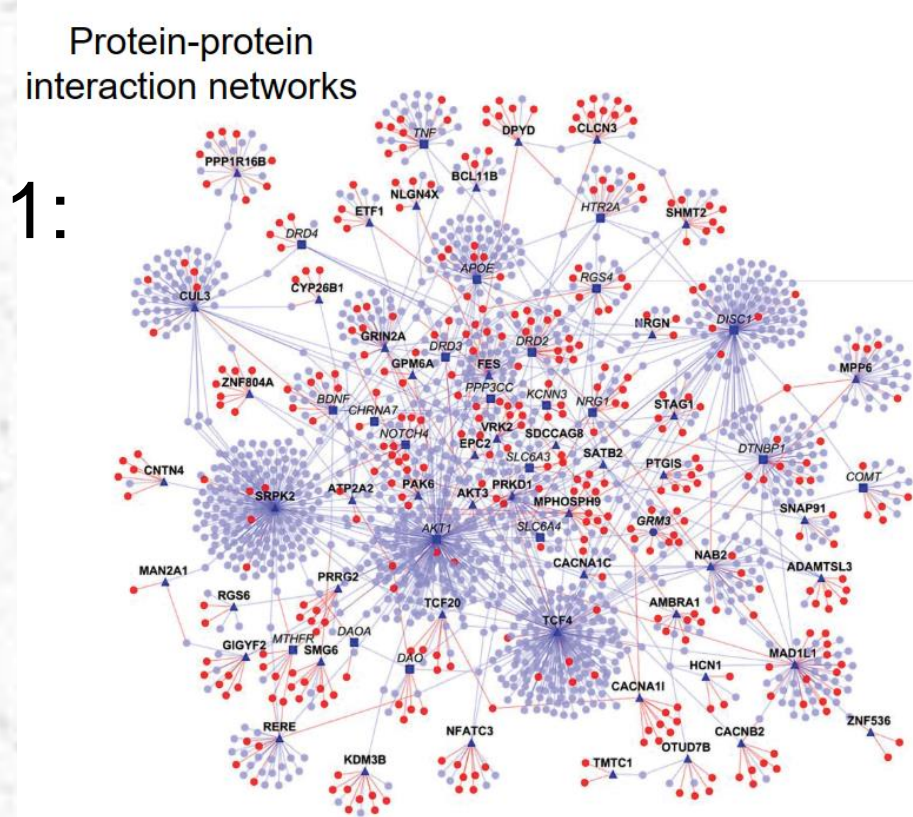 Protein-protein
interaction networks
1:
TNF
DPYD
CLCN3
PPP1R16B
BCL11B
NLGN4X
ETF1
HTR2A
SHMT2
DRD4
APOE
RGS4
CYP26B1
CUL3
DISC1
NRGN
GRIN2A
DRD3
DRD2
GPM6A
FES
MPP6
ZNF804A
PPP3CC
KCNN3
BDNF
NRG1
STAG1
CHRNA7
VRK2
NOTCH4
EPC2
SDCCAG8
DTNBP1
SLC6A3
SATB2
PTGIS
CNTN4
COMT
SRPK2
ATP2A2
PAK6
AKT3
PRKD1
MPHOSPH9
SNAP91
AKT1
SLC6A4
GRM3
NAB2
CACNA1C
MAN2A1
ADAMTSL3
PRRG2
RGS6
TCF20
AMBRA1
TCF4
DAOA
MTHFR
GIGYF2
SMG6
MAD1L1
DAO
HCN1
CACNA1I
RERE
NFATC3
CACNB2
ZNF536
OTUD7B
KDM3B
TMTC1